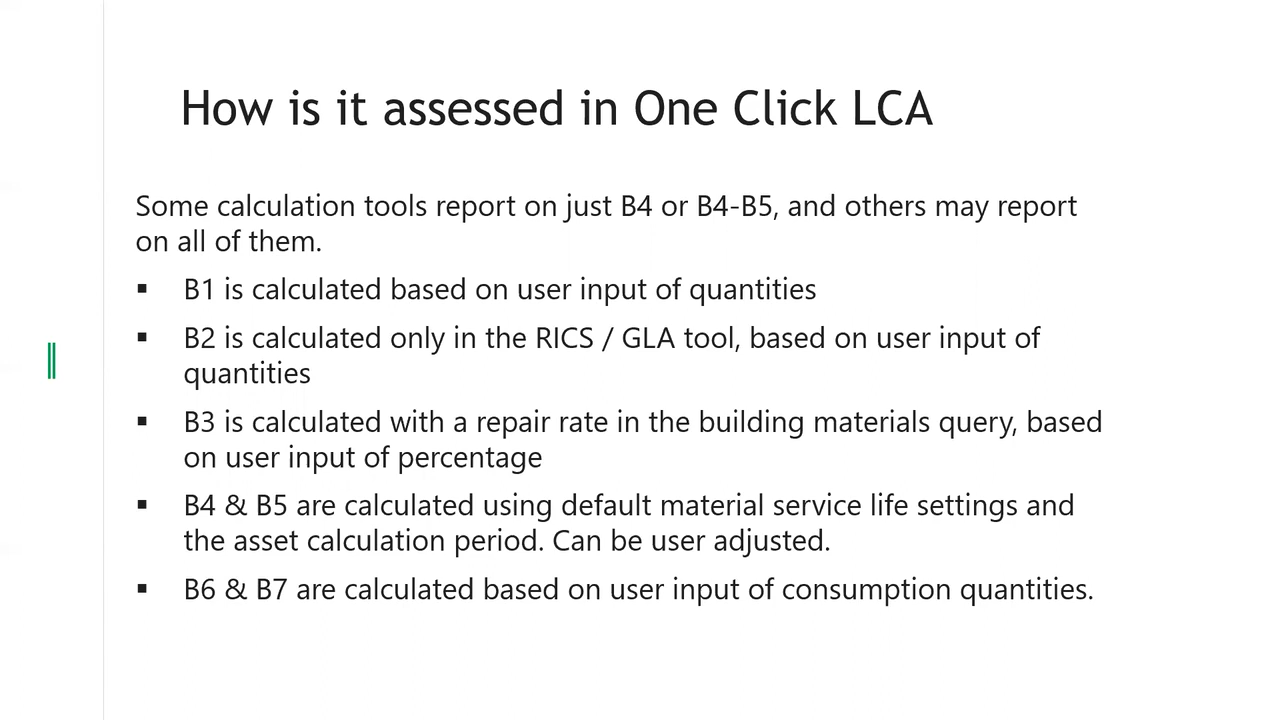 How is it assessed in One Click LCA
Some calculation tools report on just B4 or B4-B5, and others may report
on all of them.
▪ B1 is calculated based on user input of quantities
▪ B2 is calculated only in the RICS / GLA tool, based on user input of
quantities
▪ B3 is calculated with a repair rate in the building materials query, based
on user input of percentage
▪ B4 & B5 are calculated using default material service life settings and
the asset calculation period. Can be user adjusted.
▪ B6 & B7 are calculated based on user input of consumption quantities.